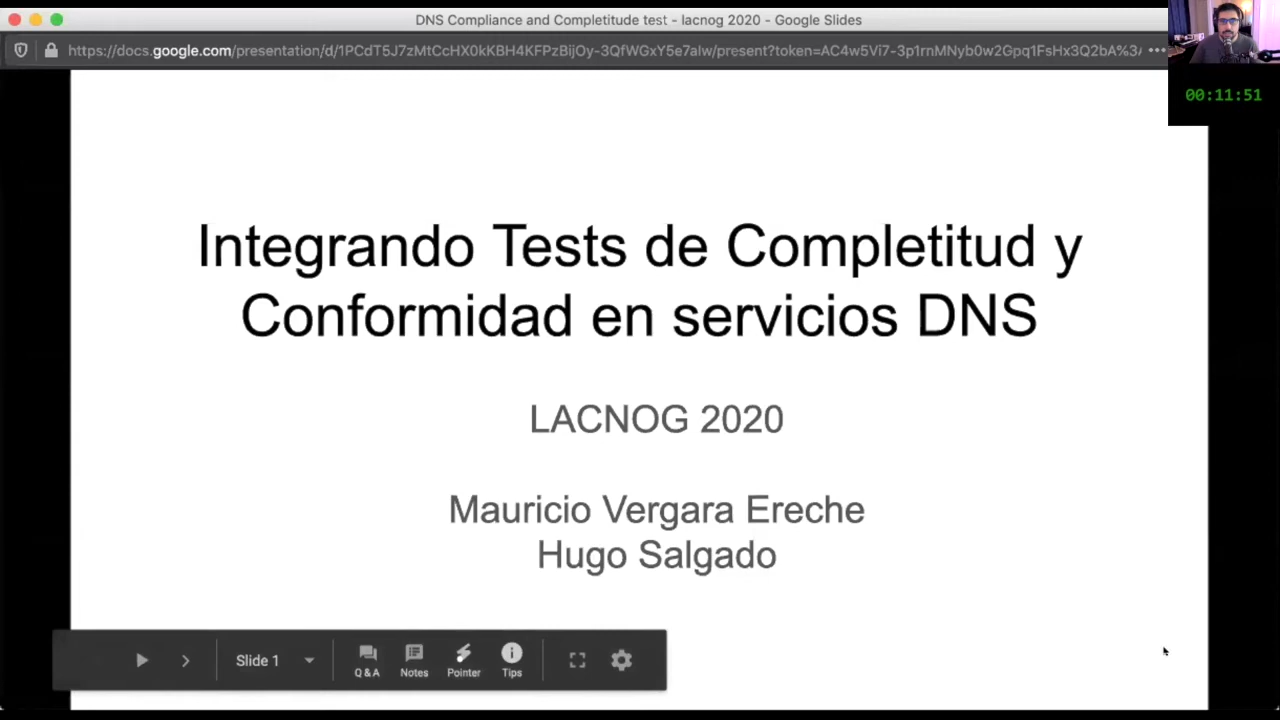 DNS Compliance and Completitude test - lacnog 2020 - Google Slides
https://docs.google.com/presentation/d/1PCdT5J7zMtCcHX0kKBH4KFPzBijOy-3QfWGxY5e7alw/present?token=AC4w5Vi7-3p1rnMNyb0w2Gpq1FsHx3Q2bA%3A
00:11:51
Integrando Tests de Completitud y
Conformidad en servicios DNS
LACNOG 2020
Mauricio Vergara Ereche
Hugo Salgado
Slide 1
Q&A
Notes
Pointer
Tips